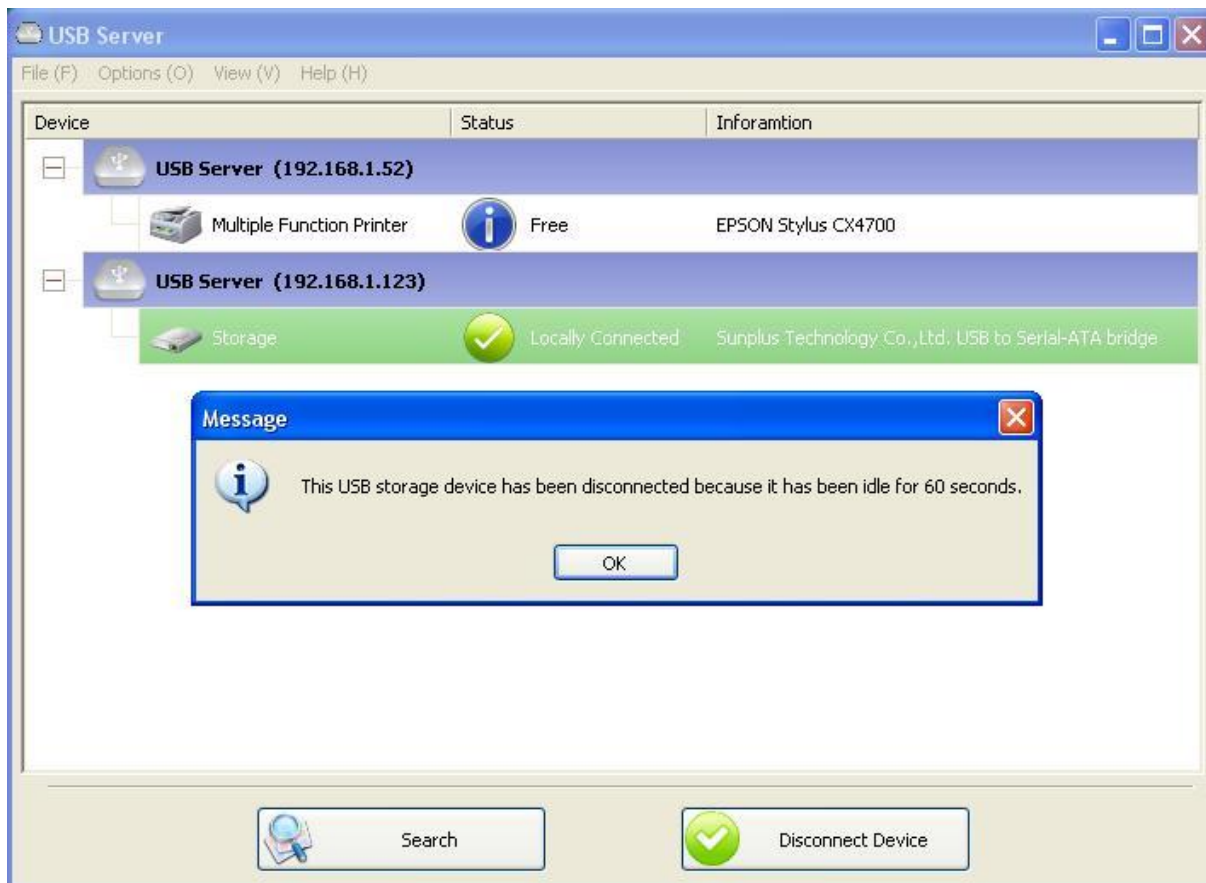 USB Server
File (F) Options (O) View (V) Help (H)
Device Status Inforamtion
USB Server (192.168.1.52)
Multiple Function Printer Free EPSON Stylus CX4700
USB Server (192.168.1.123)
Storage Locally Connected Sunplus Technology Co.,Ltd. USB to Serial-ATA bridge
Message
This USB storage device has been disconnected because it has been idle for 60 seconds.
OK
Search Disconnect Device